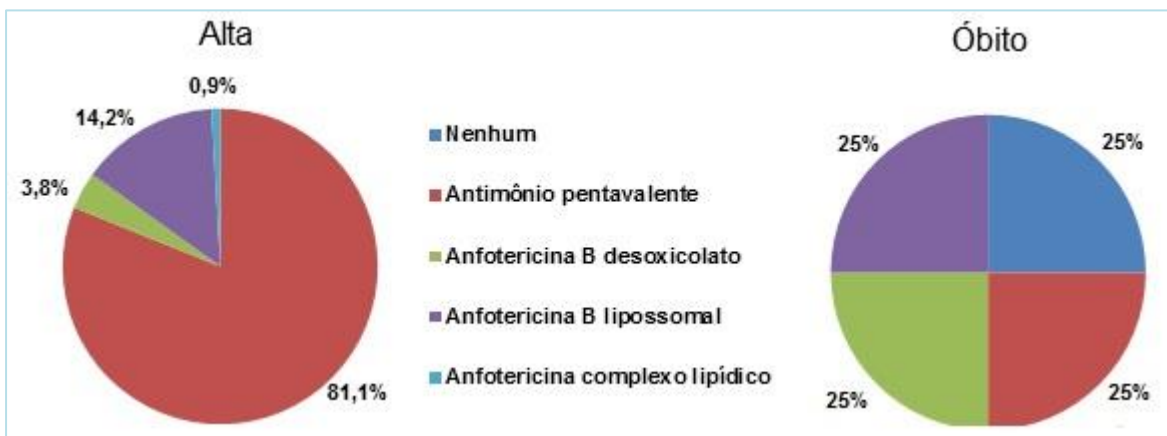 Alta
0,9%
14,2%
3,8%
81,1%
Nenhum
Antimônio pentavalente
Anfotericina B desoxicolato
Anfotericina B lipossomal
Anfotericina complexo lipídico
Óbito
25%
25%
25%
25%